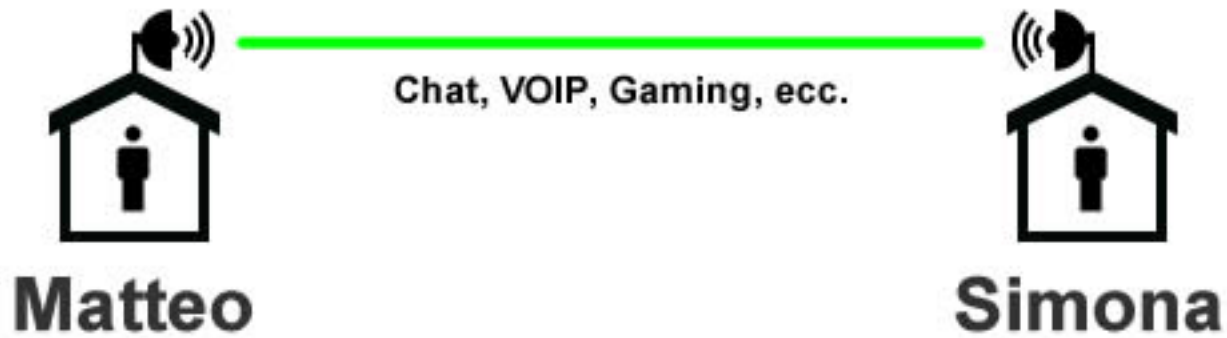 Chat, VOIP, Gaming, ecc.
Matteo
Simona